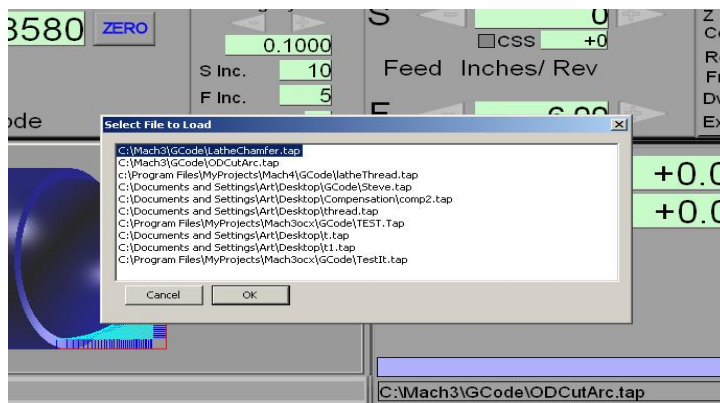 3580 ZERO
0.1000
S Inc. 10
F Inc. 5
S 0
CSS +0
Feed Inches/ Rev
F 6.00
Z
ode
Select File to Load
C:\Mach3\GCode\LatheChamfer.tap
C:\Mach3\GCode\ODCutArc.tap
c:\Program Files\MyProjects\Mach4\GCode\latheThread.tap
C:\Documents and Settings\Art\Desktop\GCode\Steve.tap
C:\Documents and Settings\Art\Desktop\Compensation\comp2.tap
C:\Documents and Settings\Art\Desktop\thread.tap
C:\Program Files\MyProjects\Mach3ocx\GCode\TEST.Tap
C:\Documents and Settings\Art\Desktop\t.tap
C:\Documents and Settings\Art\Desktop\t1.tap
C:\Program Files\MyProjects\Mach3ocx\GCode\TestIt.tap
Cancel OK
+0.0
+0.0
C:\Mach3\GCode\ODCutArc.tap